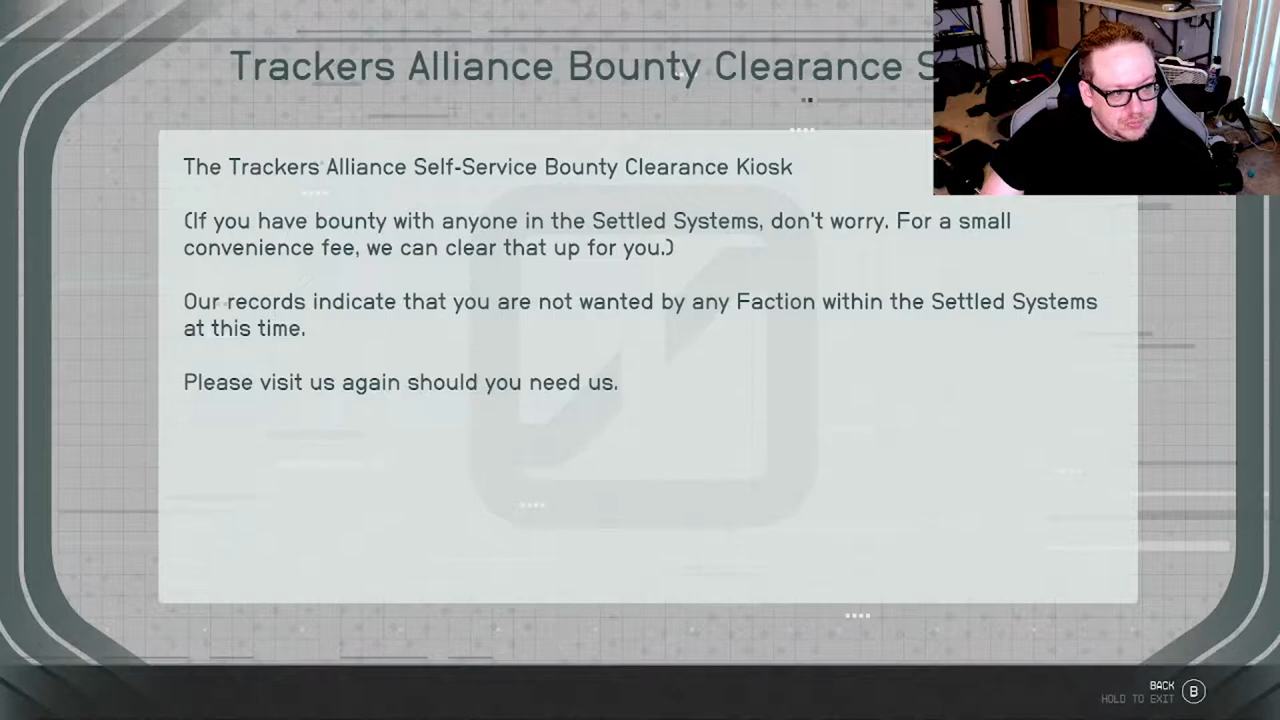 Trackers Alliance Bounty Clearance
The Trackers Alliance Self-Service Bounty Clearance Kiosk
(If you have bounty with anyone in the Settled Systems, don't worry. For a small
convenience fee, we can clear that up for you.)
Our records indicate that you are not wanted by any Faction within the Settled Systems
at this time.
Please visit us again should you need us.
BACK
HOLD TO EXIT
B